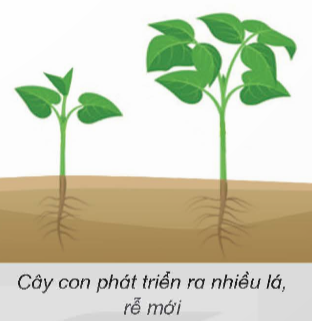 Cây con phát triển ra nhiều lá,
rễ mới